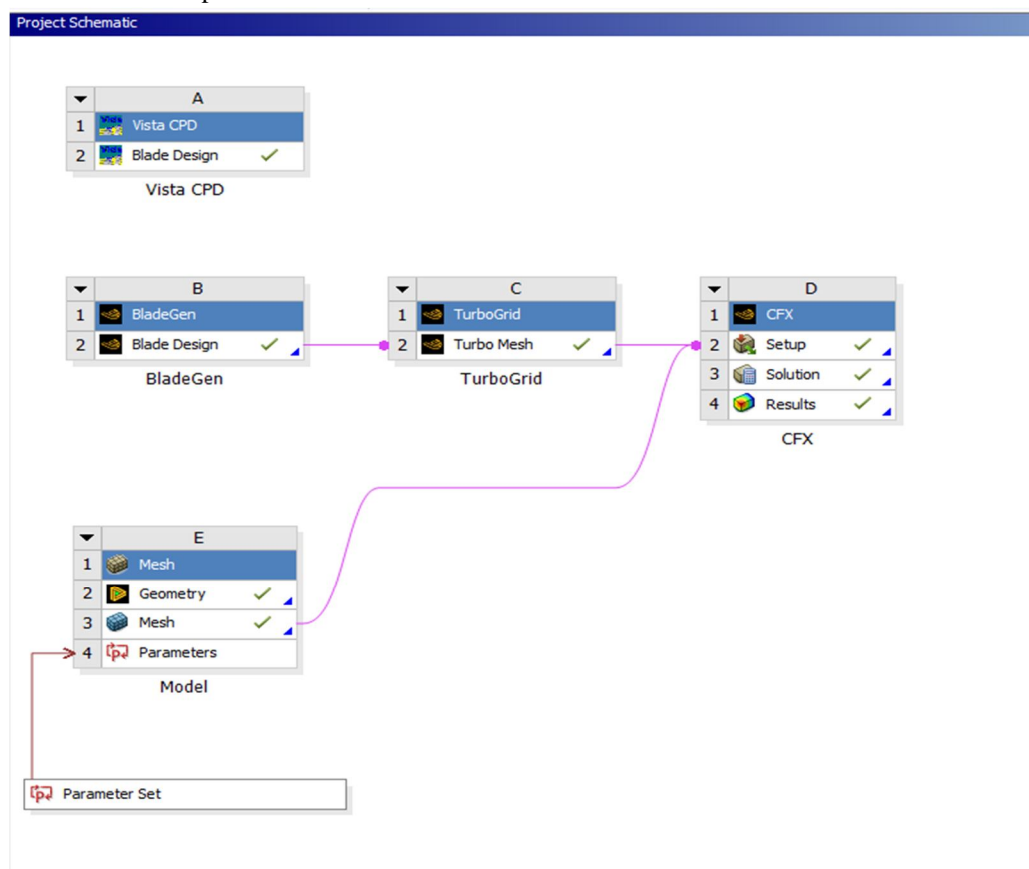 Project Schematic
A
1 Vista CPD
2 Blade Design
Vista CPD
B
1 BladeGen
2 Blade Design
BladeGen
C
1 TurboGrid
2 Turbo Mesh
TurboGrid
D
1 CFX
2 Setup
3 Solution
4 Results
CFX
E
1 Mesh
2 Geometry
3 Mesh
4 Parameters
Model
Parameter Set